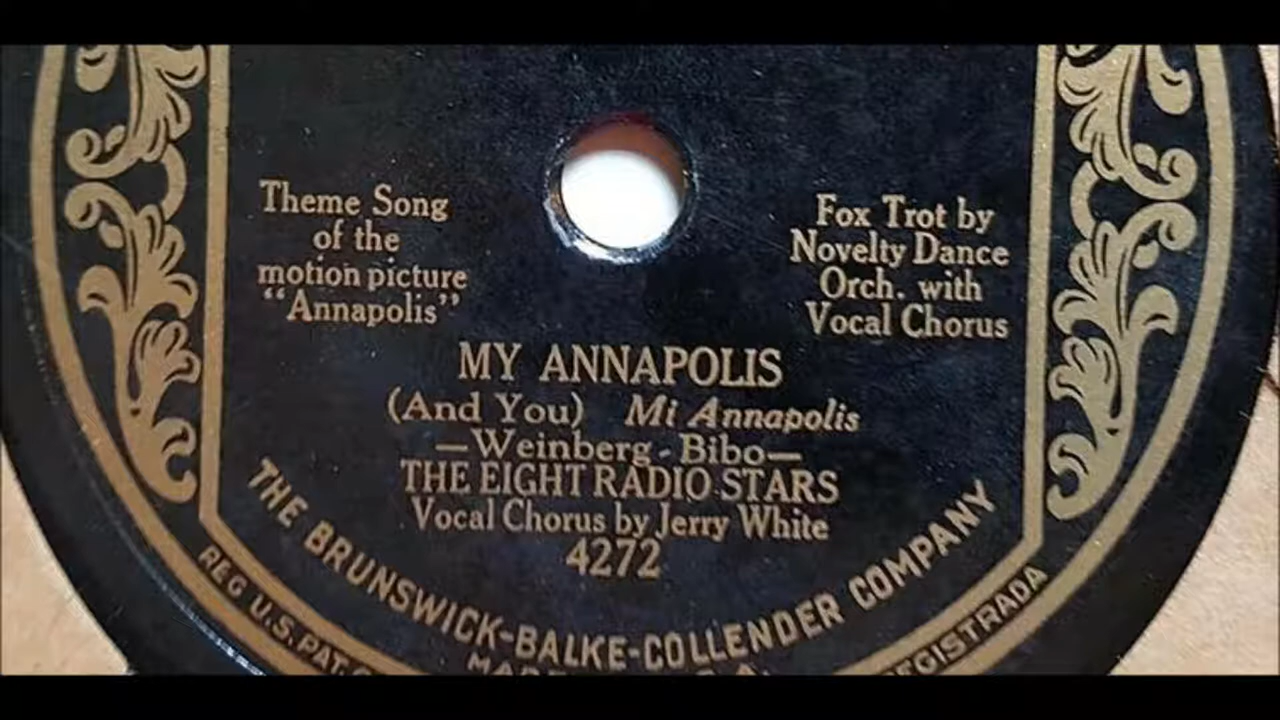 Theme Song
of the
motion picture
"Annapolis"
Fox Trot by
Novelty Dance
Orch. with
Vocal Chorus
MY ANNAPOLIS
(And You) Mi Annapolis
—Weinberg-Bibo—
THE EIGHT RADIO STARS
Vocal Chorus by Jerry White
4272
THE BRUNSWICK-BALKE-COLLENDER COMPANY
REG U.S. PAT.